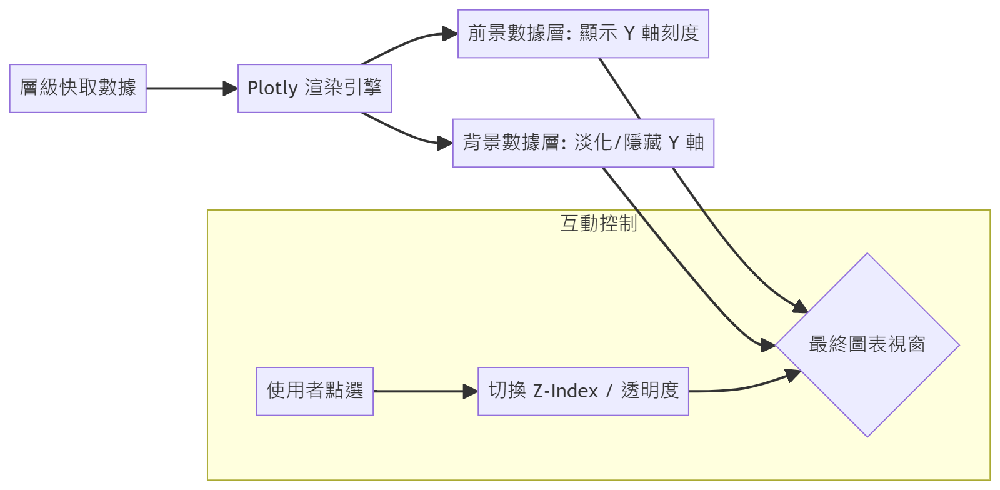 層級快取數據
Plotly 渲染引擎
前景數據層: 顯示 Y 軸刻度
背景數據層: 淡化/隱藏 Y 軸
互動控制
使用者點選
切換 Z-Index / 透明度
最終圖表視窗